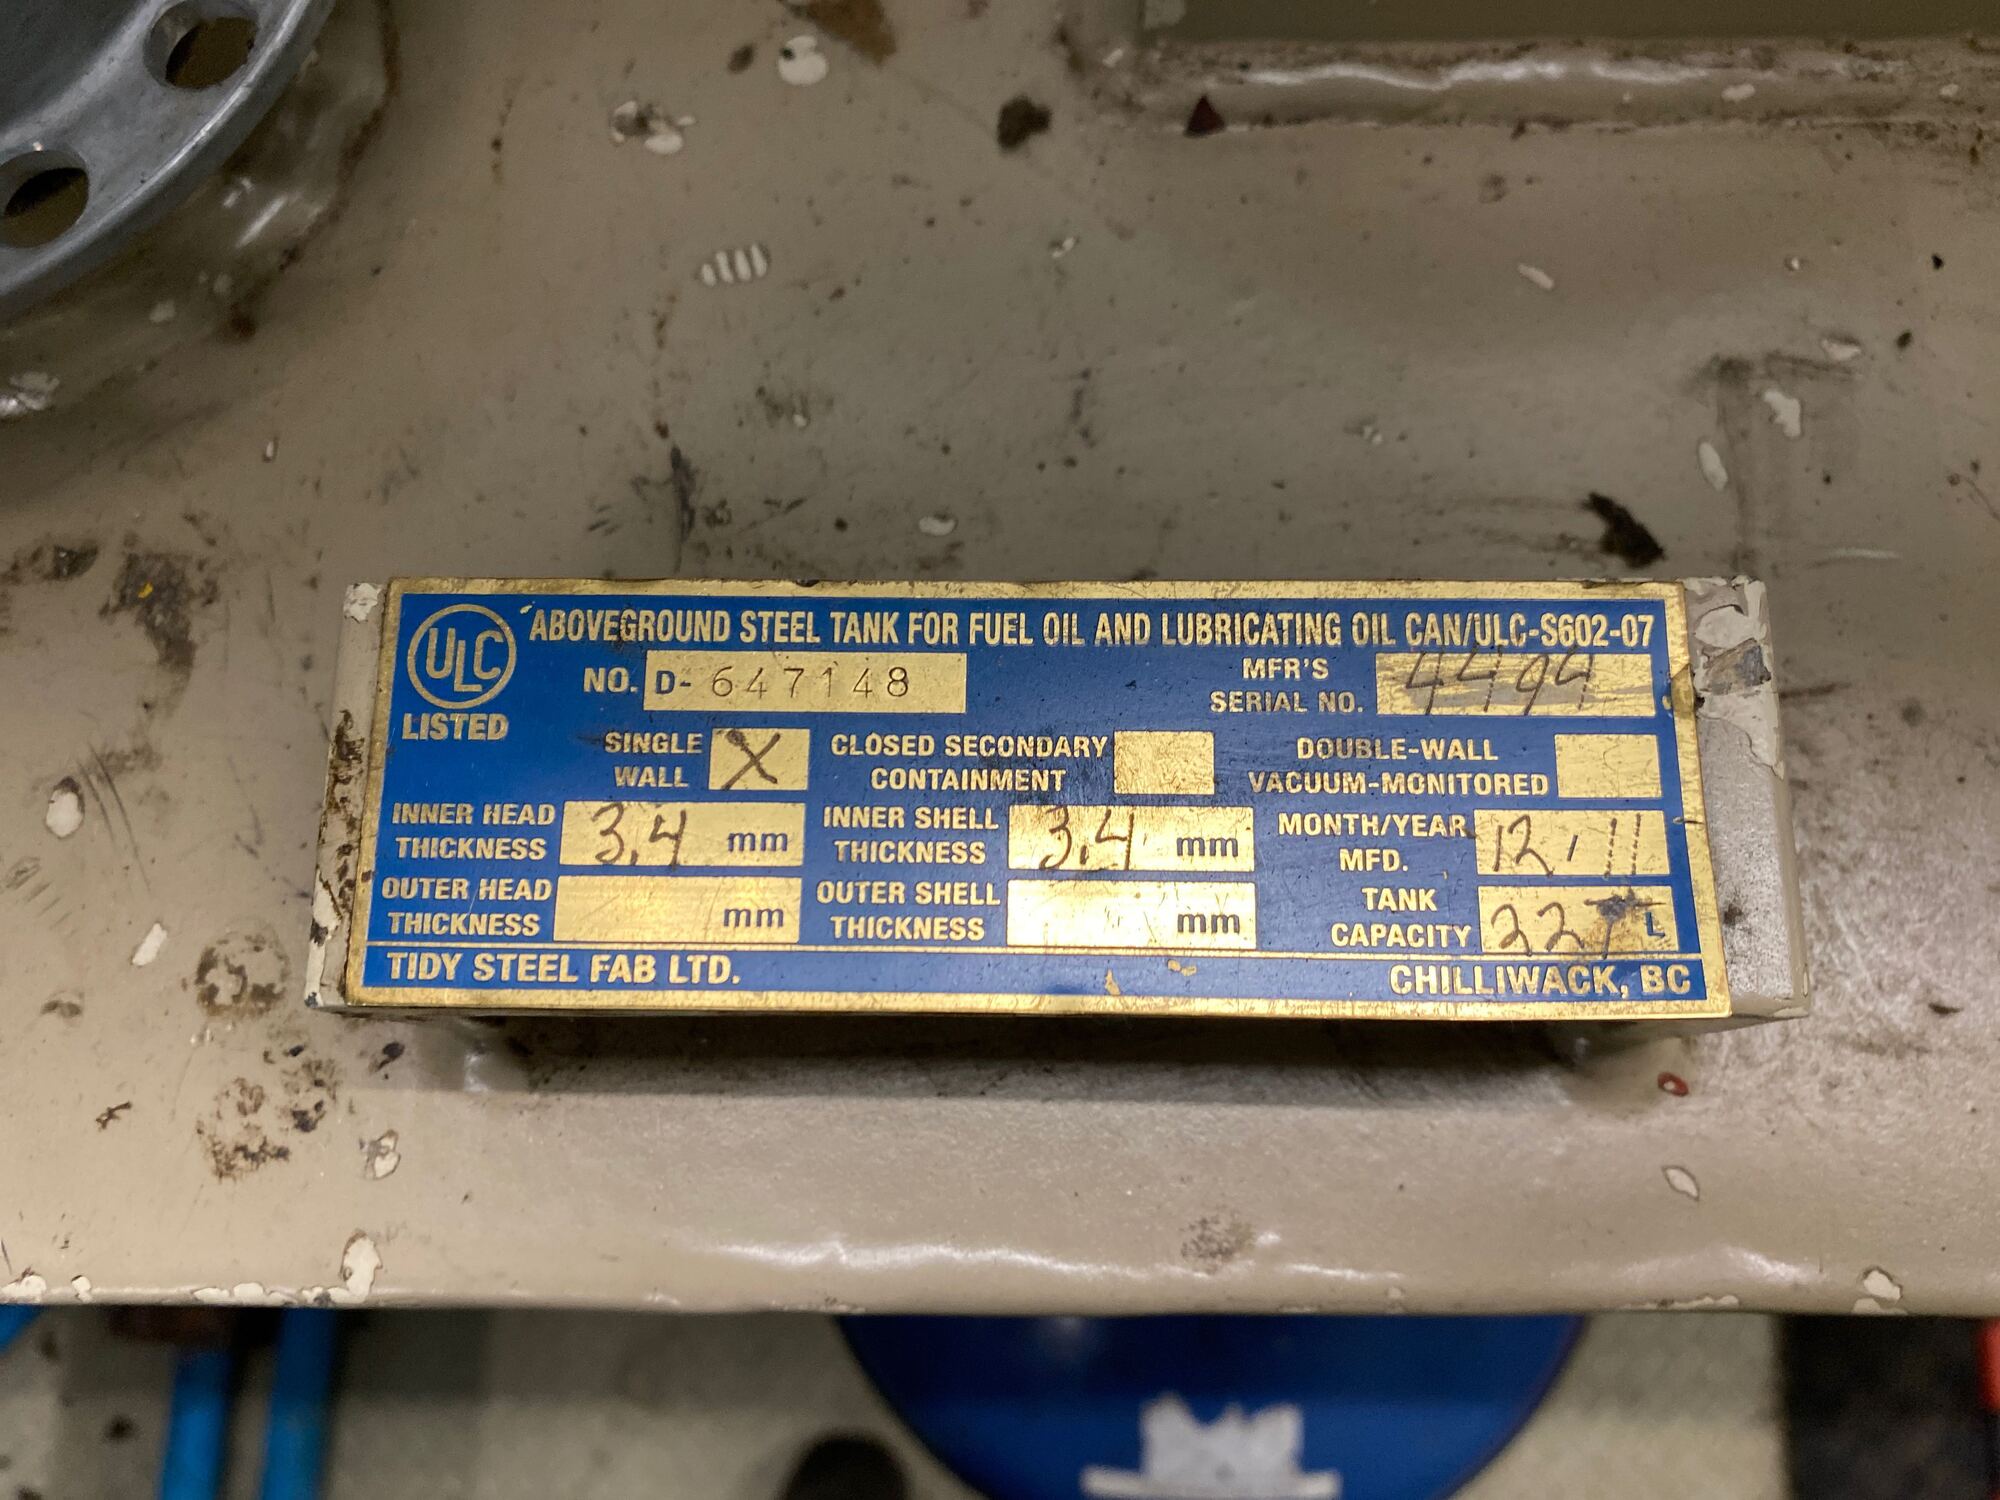 ULC ABOVEGROUND STEEL TANK FOR FUEL OIL AND LUBRICATING OIL CAN/ULC-S602-07
LISTED
NO. D- 647148
MFR'S SERIAL NO. 4494
SINGLE WALL X
CLOSED SECONDARY CONTAINMENT
DOUBLE-WALL VACUUM-MONITORED
INNER HEAD THICKNESS 3.4 mm
INNER SHELL THICKNESS 3.4 mm
MONTH/YEAR MFD. 12.11
OUTER HEAD THICKNESS mm
OUTER SHELL THICKNESS mm
TANK CAPACITY 227 L
TIDY STEEL FAB LTD.
CHILLIWACK, BC